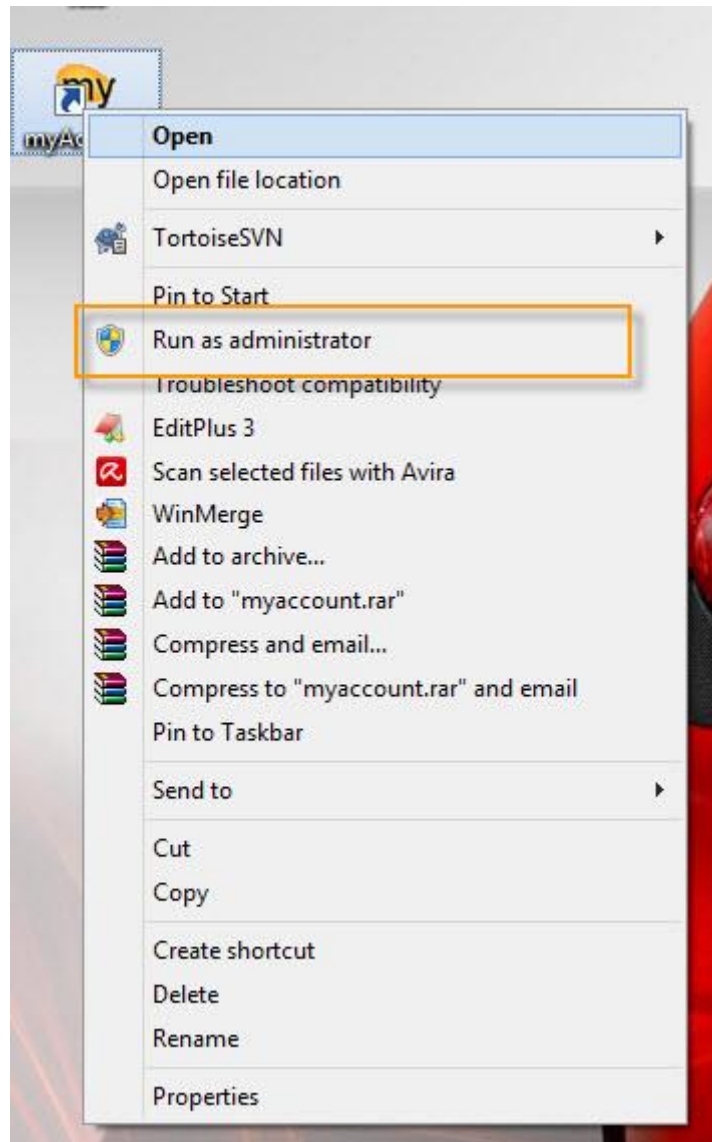 my
myAc
Open
Open file location
TortoiseSVN
Pin to Start
Run as administrator
Troubleshoot compatibility
EditPlus 3
Scan selected files with Avira
WinMerge
Add to archive...
Add to "myaccount.rar"
Compress and email...
Compress to "myaccount.rar" and email
Pin to Taskbar
Send to
Cut
Copy
Create shortcut
Delete
Rename
Properties